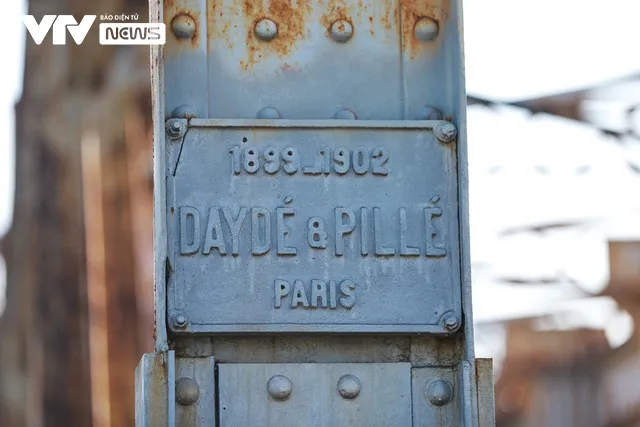 VTV BÁO ĐIỆN TỬ
NEWS
1899_1902
DAYDÉ & PILLÉ
PARIS